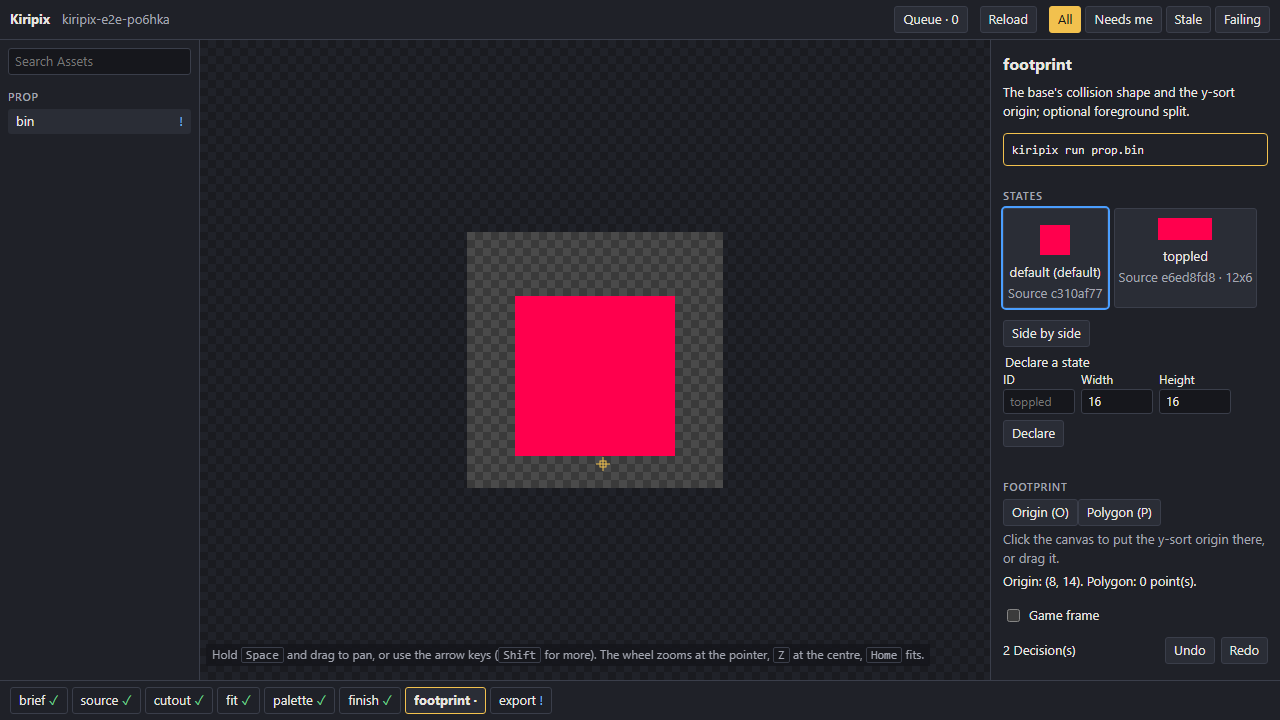 Kiripix kiripix-e2e-po6hka Queue · 0 Reload All Needs me Stale Failing
Search Assets
PROP
bin !
footprint
The base's collision shape and the y-sort
origin; optional foreground split.
kiripix run prop.bin
STATES
default (default)
Source c310af77
toppled
Source e6ed8fd8 · 12x6
Side by side
Declare a state
ID Width Height
toppled 16 16
Declare
FOOTPRINT
Origin (O) Polygon (P)
Click the canvas to put the y-sort origin there,
or drag it.
Origin: (8, 14). Polygon: 0 point(s).
Game frame
2 Decision(s) Undo Redo
Hold Space and drag to pan, or use the arrow keys (Shift for more). The wheel zooms at the pointer, Z at the centre, Home fits.
brief ✓ source ✓ cutout ✓ fit ✓ palette ✓ finish ✓ footprint · export !